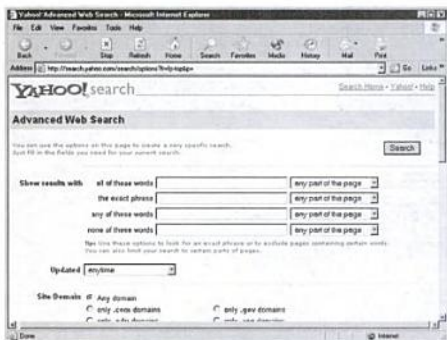 Yahoo! Advanced Web Search - Microsoft Internet Explorer
File Edit View Favorites Tools Help
Back Stop Refresh Home Search Favorites Media History Mail Print
Address http://search.yahoo.com/search/options? Go Links »
YAHOO! search Search Home - Yahoo! - Help
Advanced Web Search
You can use the options on this page to create a very specific search.
Just fill in the fields you need for your current search.
Search
Show results with all of these words any part of the page
the exact phrase any part of the page
any of these words any part of the page
none of these words any part of the page
Tip: Use these options to look for an exact phrase or to exclude pages containing certain words.
You can also limit your search to certain parts of pages.
Updated anytime
Site Domain Any domain
only .com domains only .gov domains
only .edu domains only .org domains
Done Internet